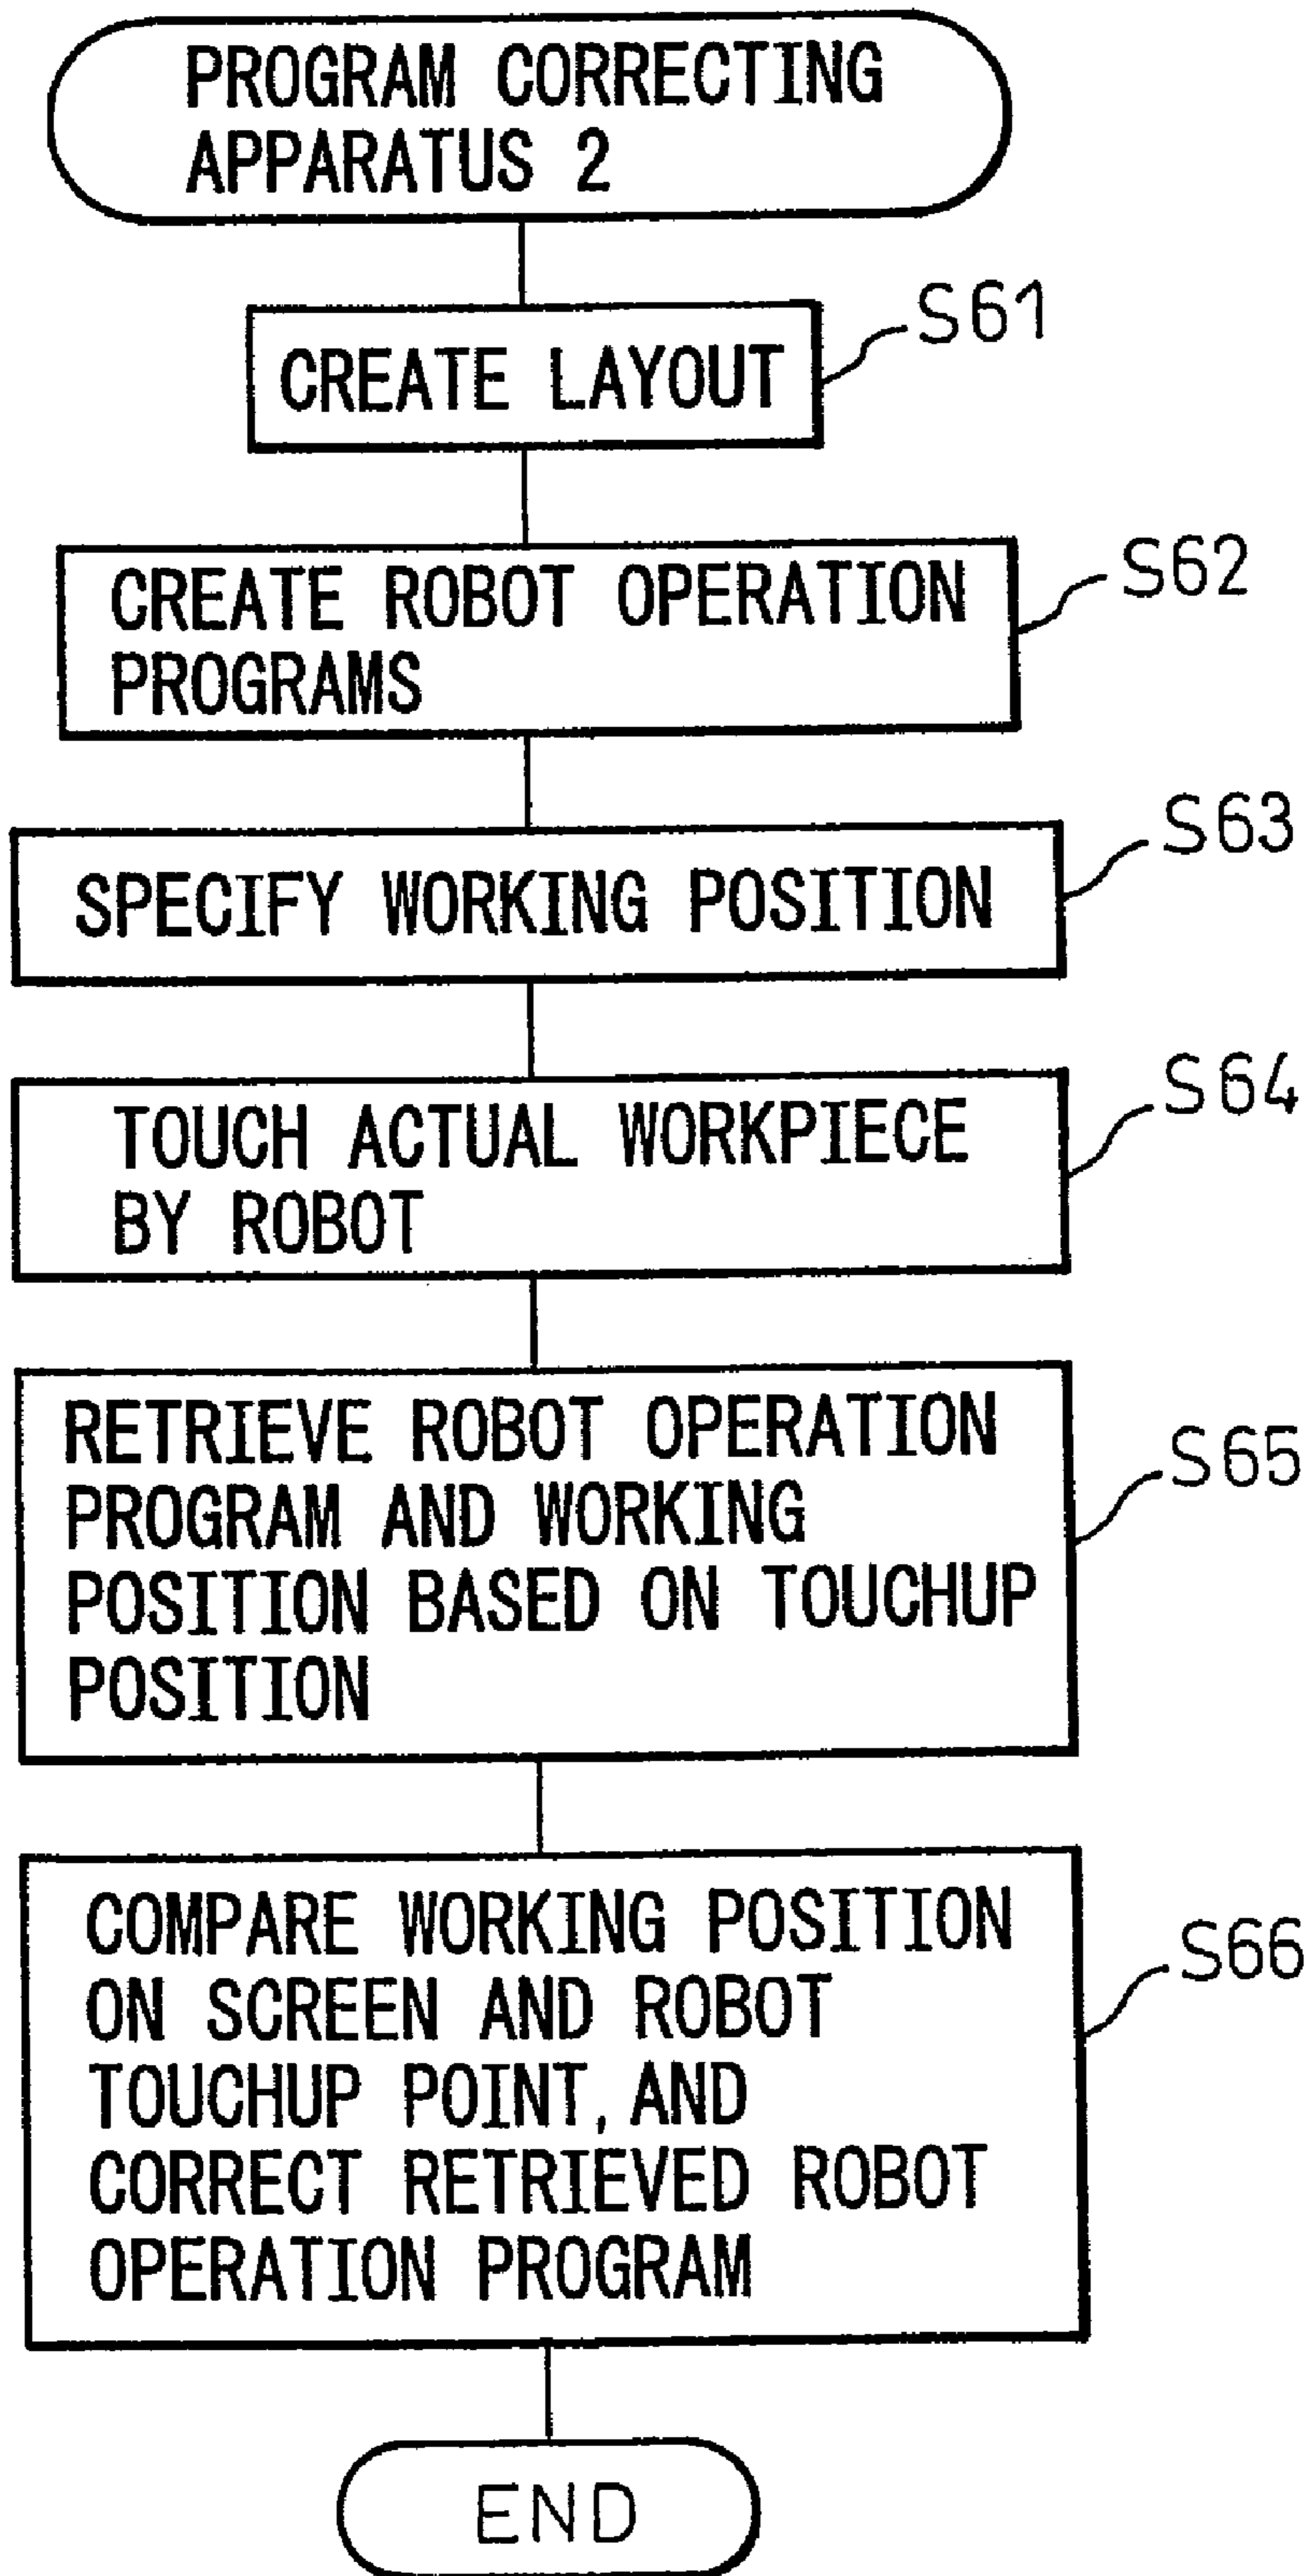 PROGRAM CORRECTING
APPARATUS 2
S61
CREATE LAYOUT
S62
CREATE ROBOT OPERATION
PROGRAMS
S63
SPECIFY WORKING POSITION
S64
TOUCH ACTUAL WORKPIECE
BY ROBOT
S65
RETRIEVE ROBOT OPERATION
PROGRAM AND WORKING
POSITION BASED ON TOUCHUP
POSITION
S66
COMPARE WORKING POSITION
ON SCREEN AND ROBOT
TOUCHUP POINT, AND
CORRECT RETRIEVED ROBOT
OPERATION PROGRAM
END